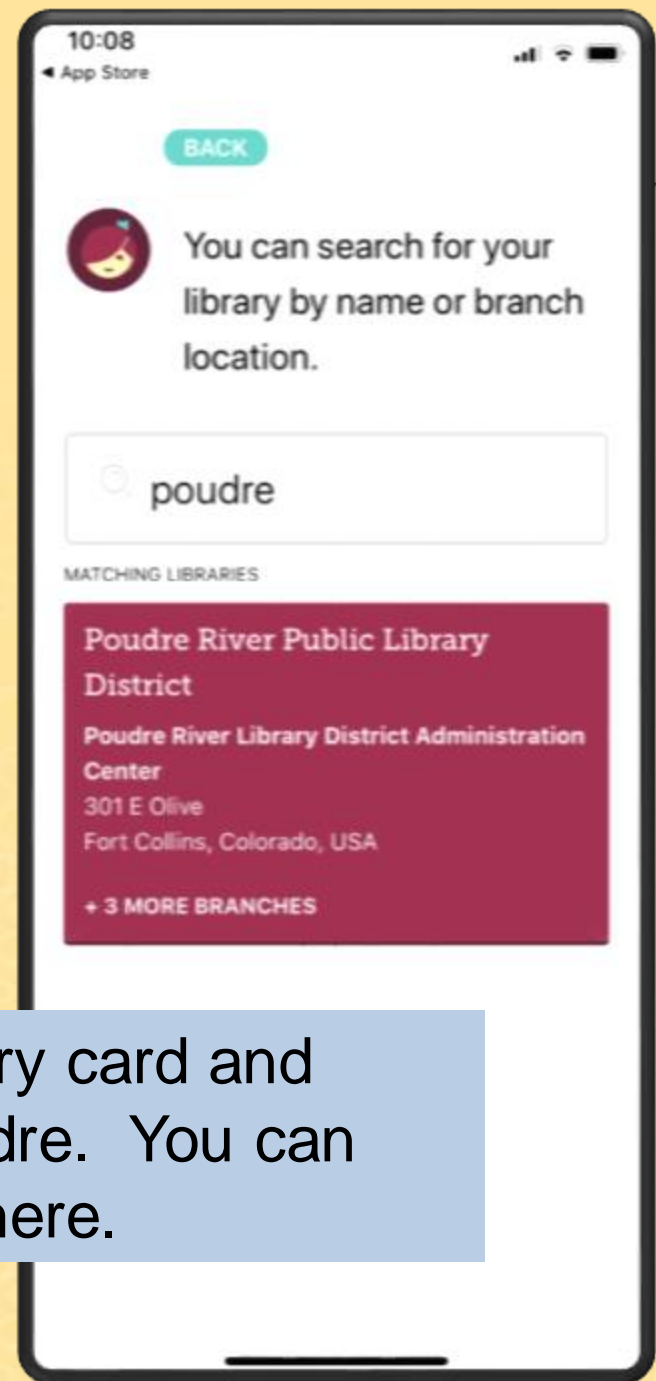 10:08
◀ App Store
BACK
You can search for your
library by name or branch
location.
poudre
MATCHING LIBRARIES
Poudre River Public Library
District
Poudre River Library District Administration
Center
301 E Olive
Fort Collins, Colorado, USA
+ 3 MORE BRANCHES
ry card and
dre. You can
here.